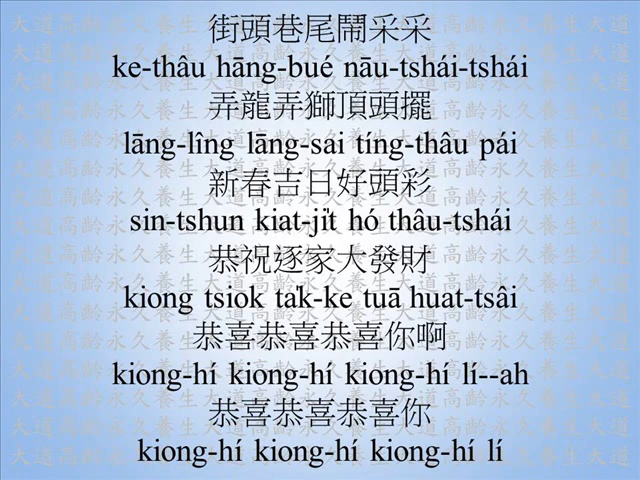 街頭巷尾鬧采采
ke-thâu hāng-bué nāu-tshái-tshái
弄龍弄獅頂頭擺
lāng-lîng lāng-sai tíng-thâu pái
新春吉日好頭彩
sin-tshun kiat-ji̍t hó thâu-tshái
恭祝逐家大發財
kiong tsiok ta̍k-ke tuā huat-tsâi
恭喜恭喜恭喜你啊
kiong-hí kiong-hí kiong-hí lí--ah
恭喜恭喜恭喜你
kiong-hí kiong-hí kiong-hí lí